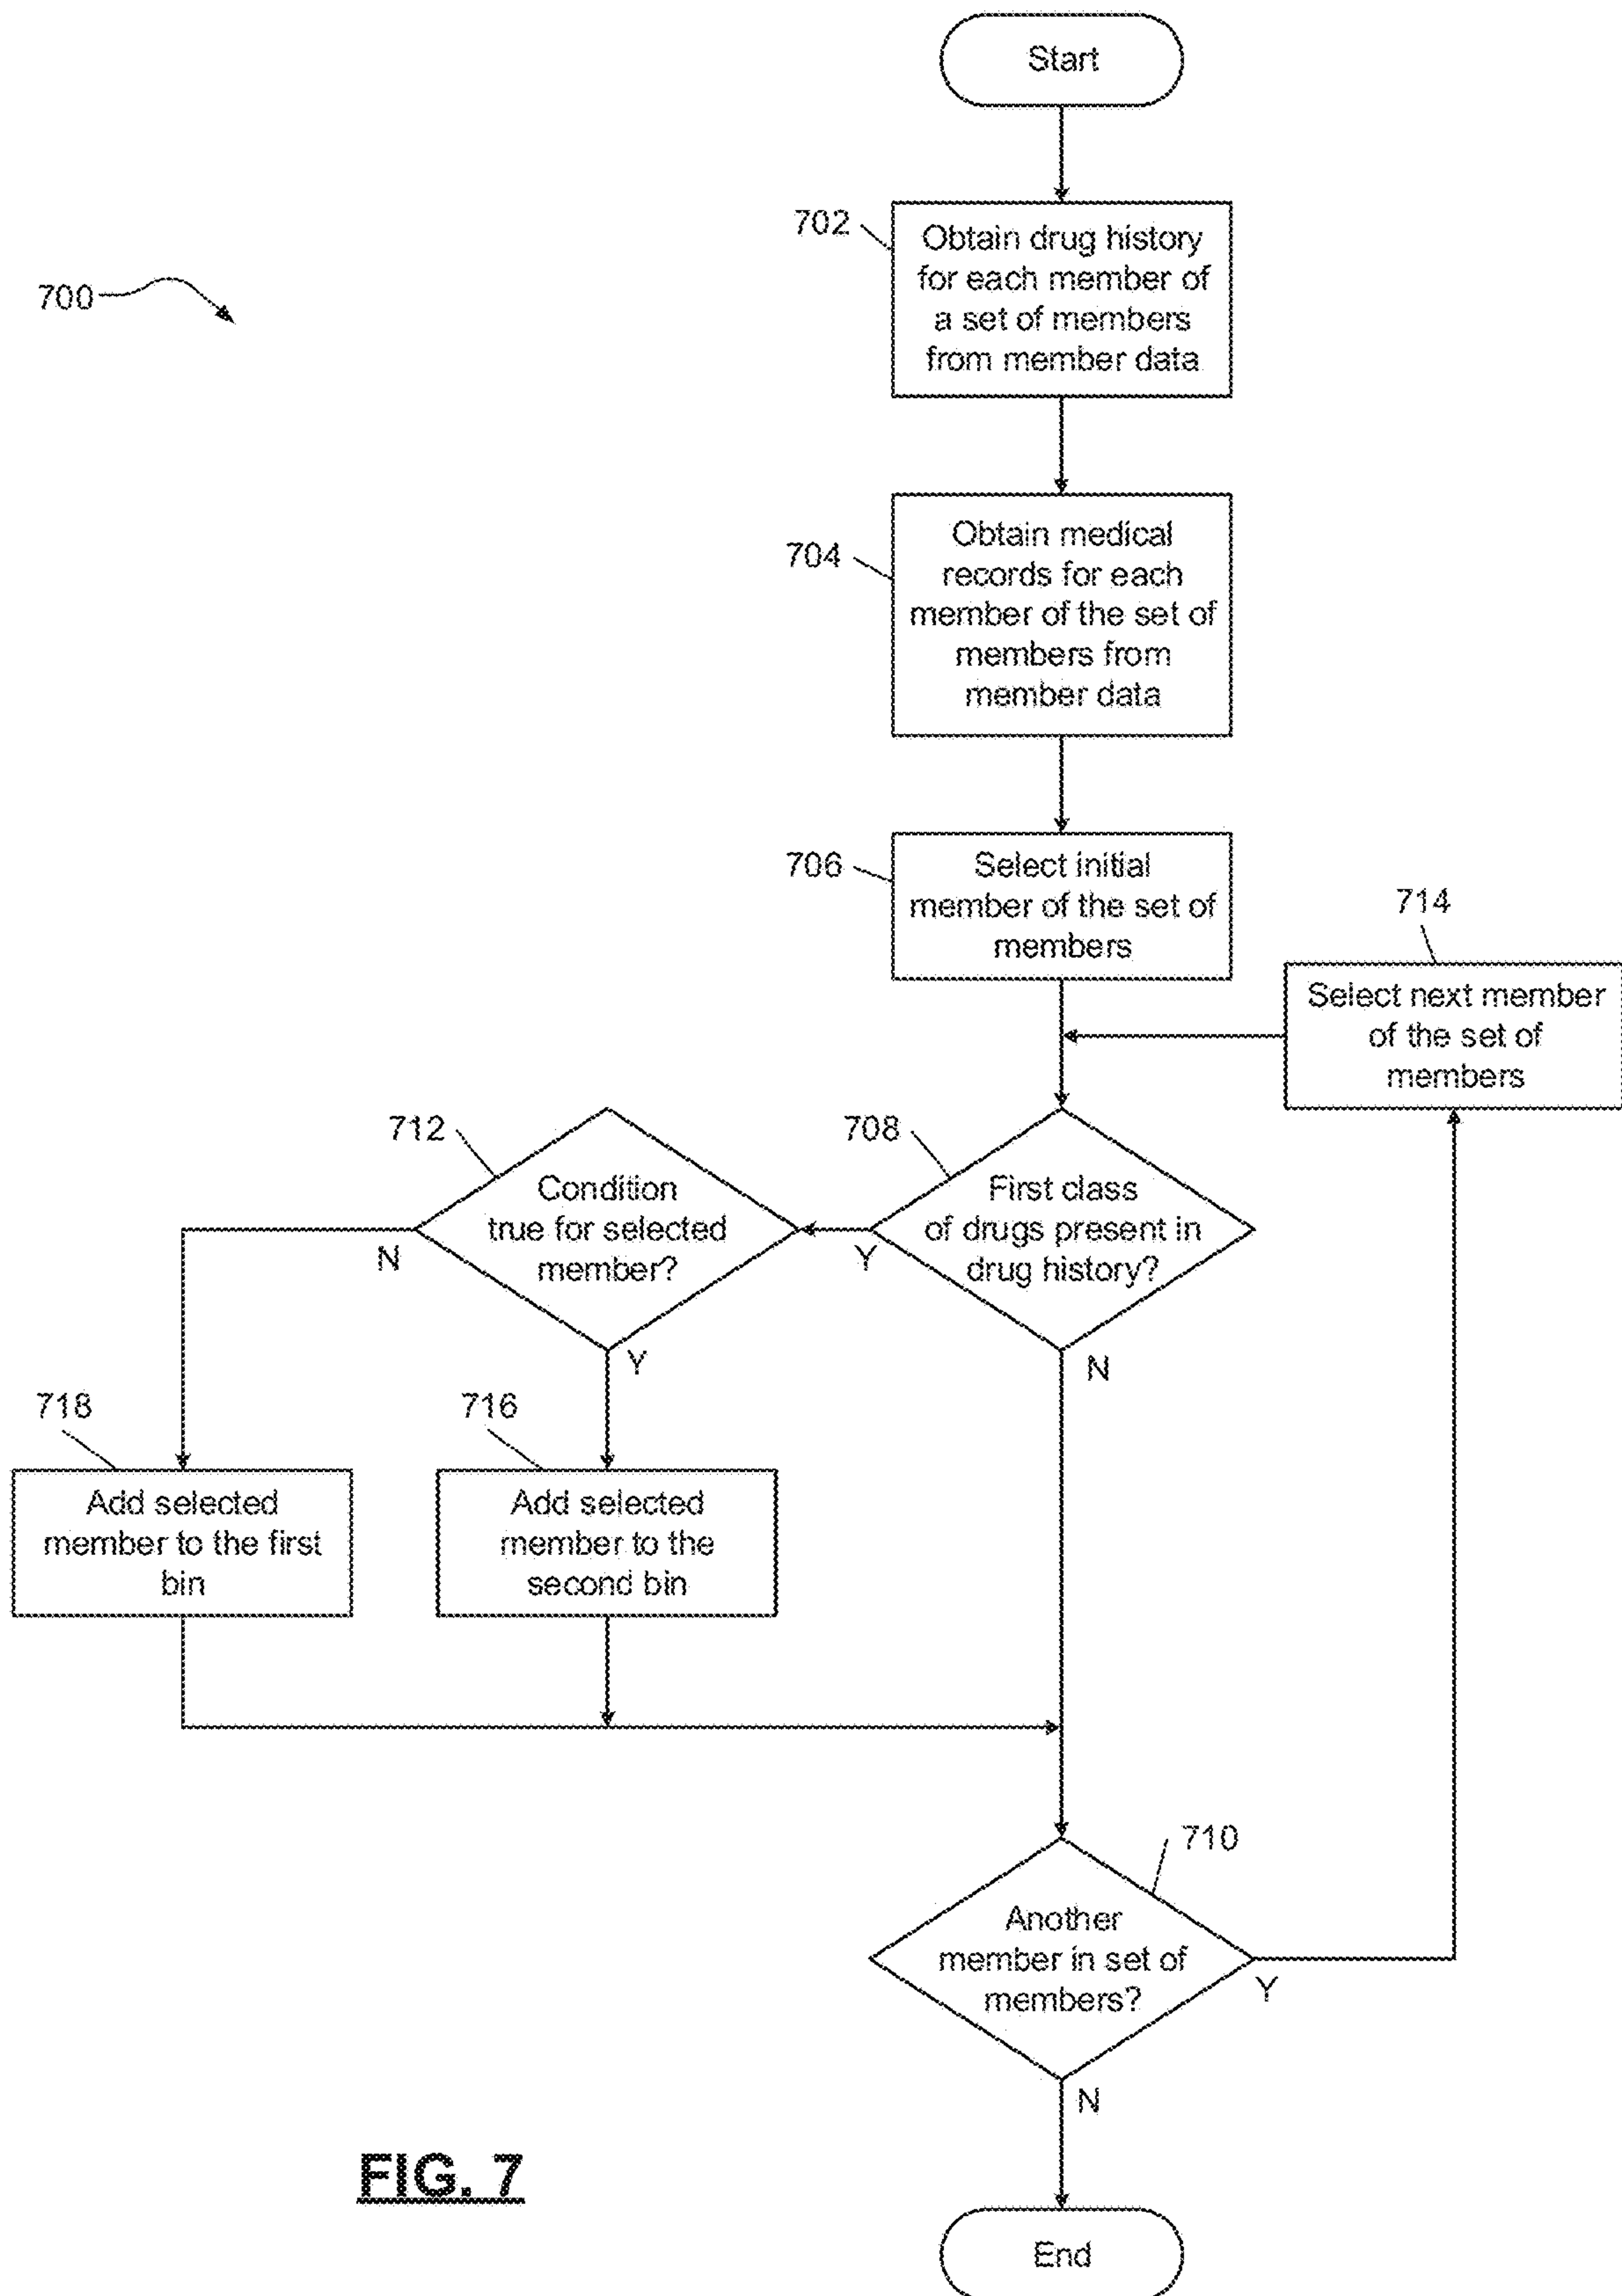 Start
702
Obtain drug history
for each member of
a set of members
from member data
700
704
Obtain medical
records for each
member of the set of
members from
member data
706
Select initial
member of the set of
members
714
Select next member
of the set of
members
712
Condition
true for selected
member?
N
Y
708
First class
of drugs present in
drug history?
Y
N
718
Add selected
member to the first
bin
716
Add selected
member to the
second bin
710
Another
member in set of
members?
Y
N
FIG. 7
End